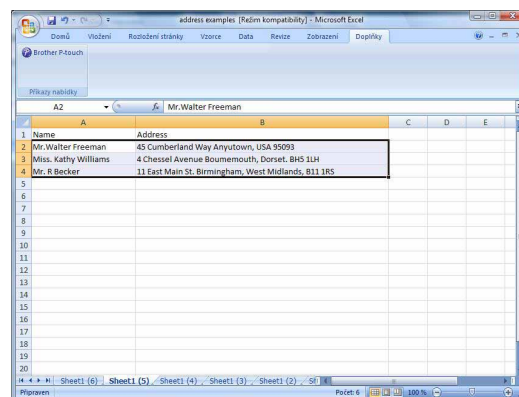 address examples [Režim kompatibility] - Microsoft Excel
Domů Vložení Rozložení stránky Vzorce Data Revize Zobrazení Doplňky
Brother P-touch
Příkazy nabídky
A2 fx Mr.Walter Freeman
A B C D E
1 Name Address
2 Mr.Walter Freeman 45 Cumberland Way Anyutown, USA 95093
3 Miss. Kathy Williams 4 Chessel Avenue Boumemouth, Dorset. BH5 1LH
4 Mr. R Becker 11 East Main St. Birmingham, West Midlands, B11 1RS
5
6
7
8
9
10
11
12
13
14
15
16
17
18
19
20
Sheet1 (6) Sheet1 (5) Sheet1 (4) Sheet1 (3) Sheet1 (2)
Připraven Počet: 6 100 %